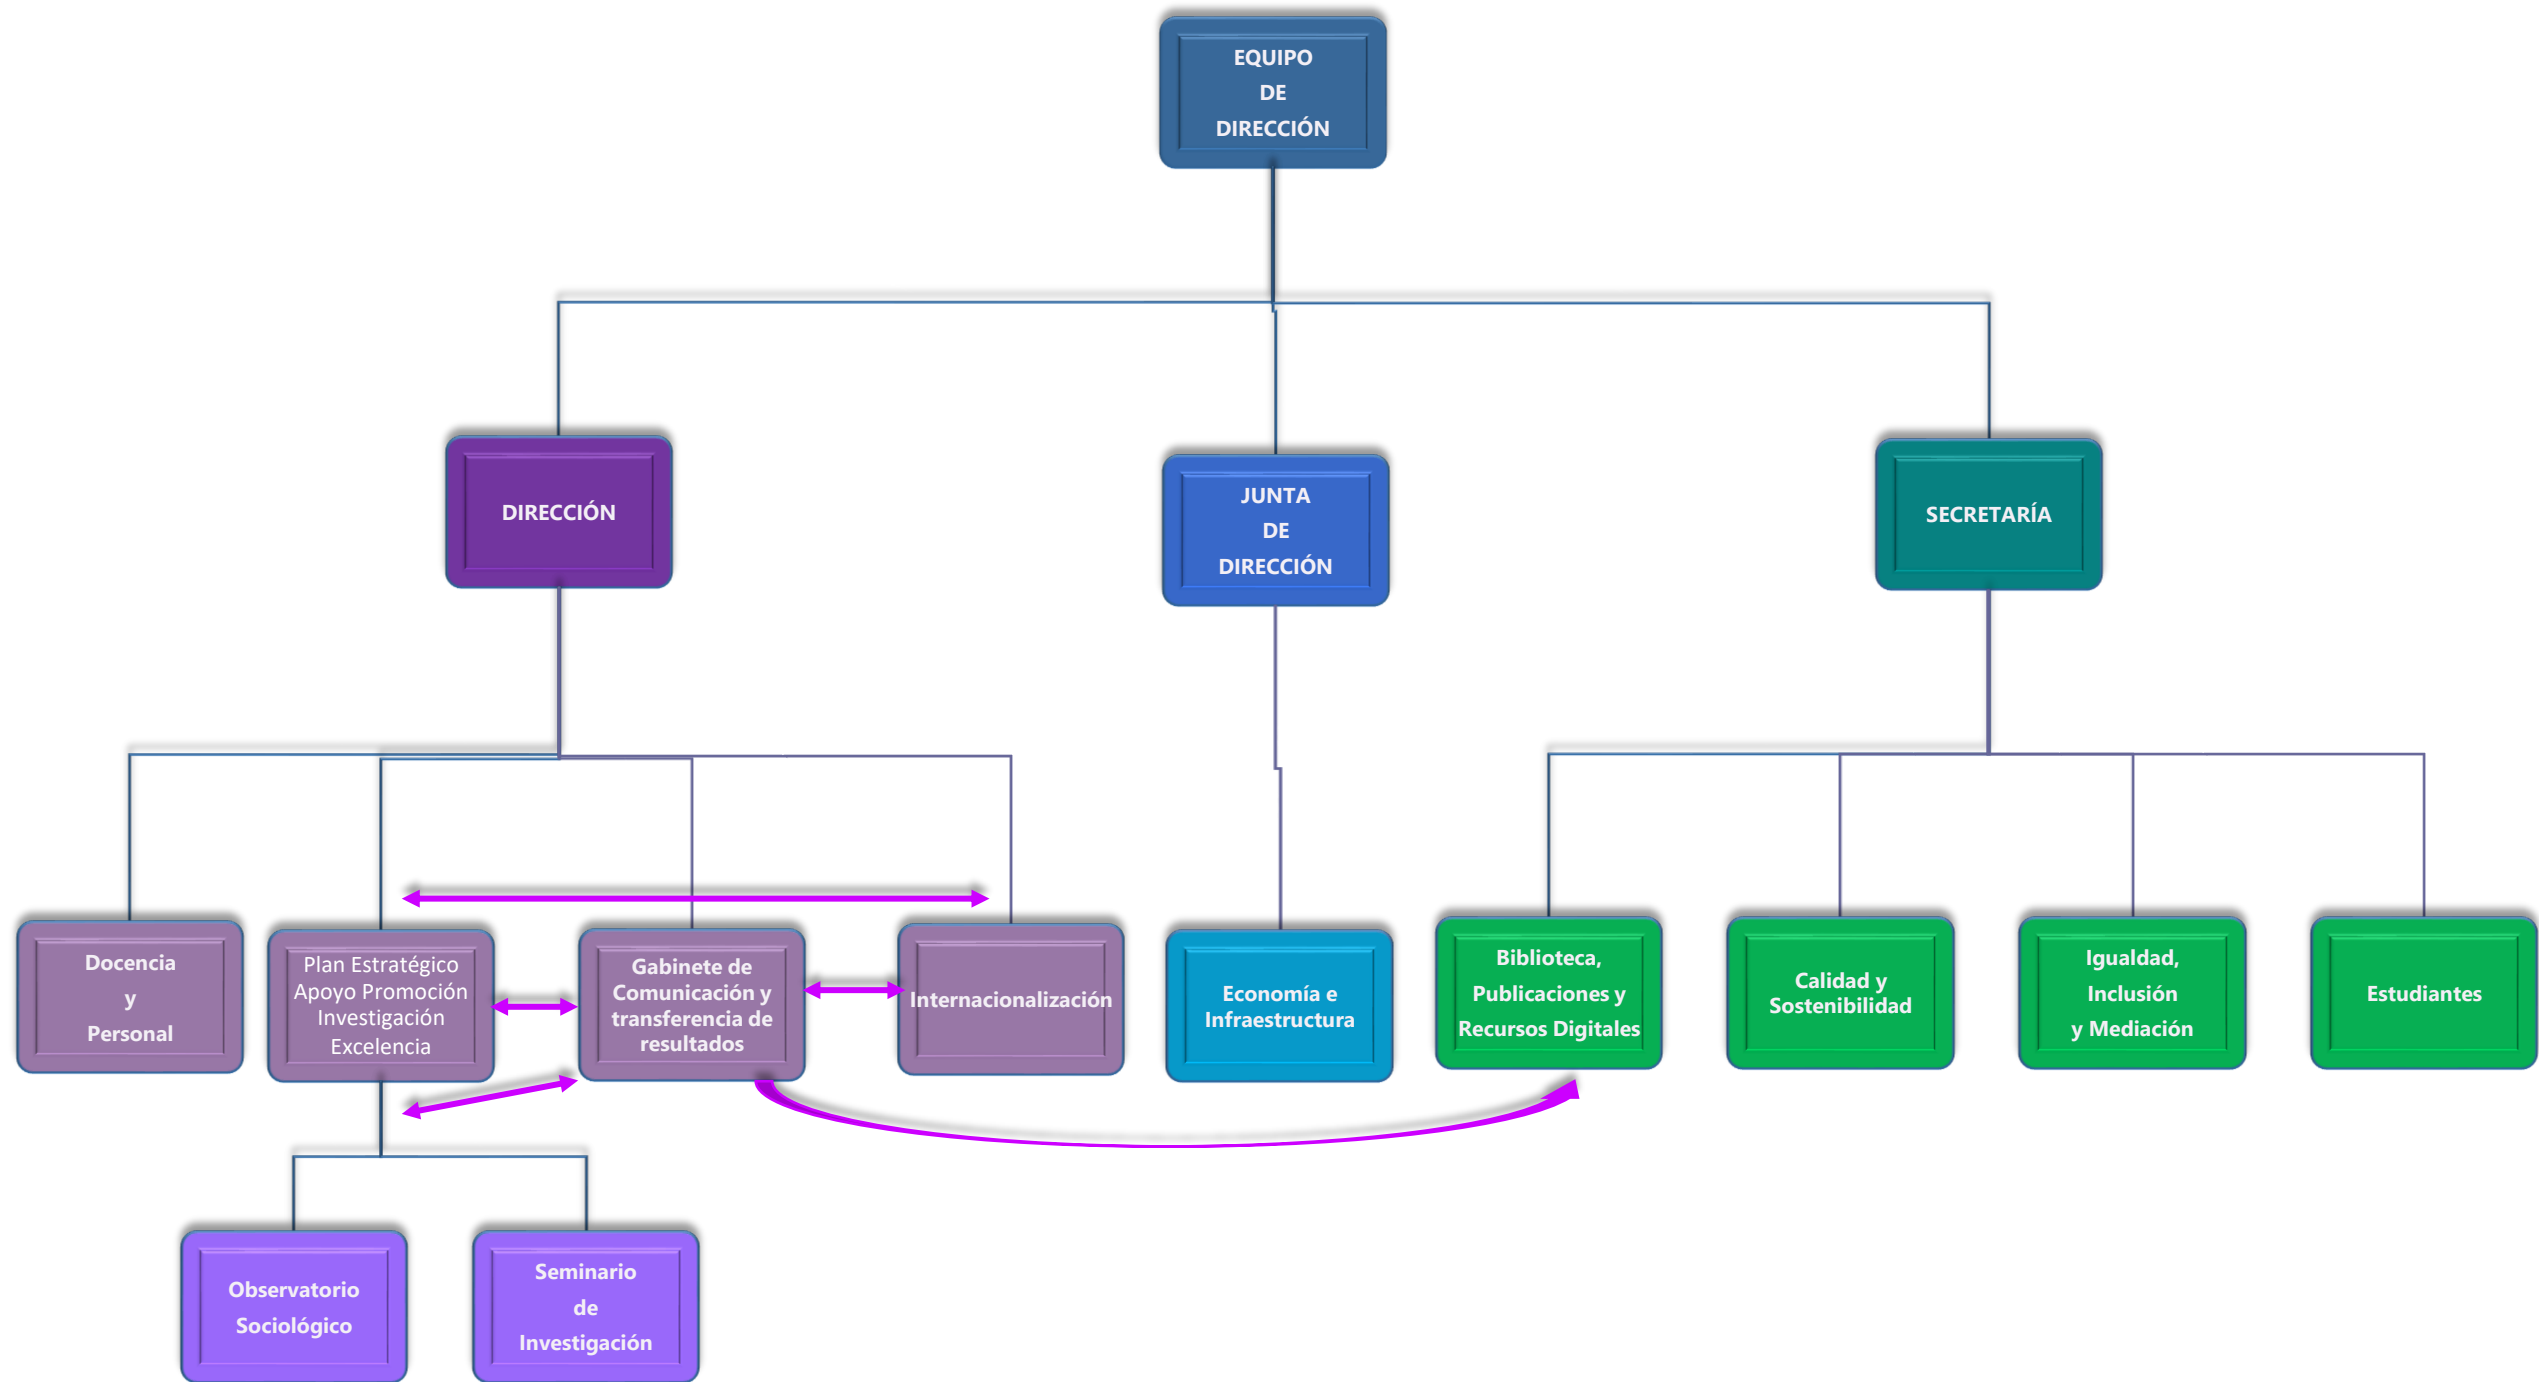 EQUIPO
DE
DIRECCIÓN
DIRECCIÓN
JUNTA
DE
DIRECCIÓN
SECRETARÍA
Docencia
y
Personal
Plan Estratégico
Apoyo Promoción
Investigación
Excelencia
Gabinete de
Comunicación y
transferencia de
resultados
Internacionalización
Economía e
Infraestructura
Biblioteca,
Publicaciones y
Recursos Digitales
Calidad y
Sostenibilidad
Igualdad,
Inclusión
y Mediación
Estudiantes
Observatorio
Sociológico
Seminario
de
Investigación